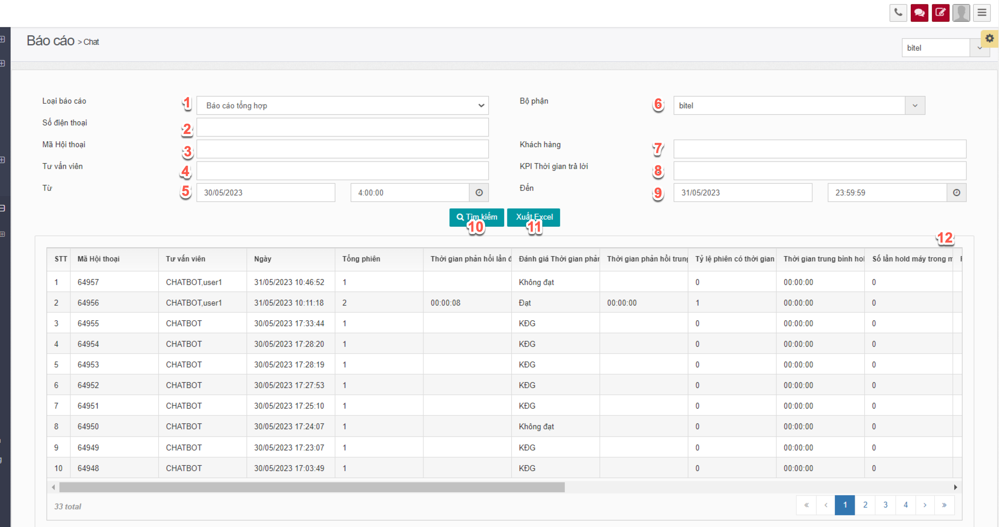 Báo cáo > Chat
bitel
Loại báo cáo 1 Báo cáo tổng hợp Bộ phận 6 bitel
Số điện thoại 2
Mã Hội thoại 3 Khách hàng 7
Tư vấn viên 4 KPI Thời gian trả lời 8
Từ 5 30/05/2023 4:00:00 Đến 9 31/05/2023 23:59:59
Tìm kiếm Xuất Excel
10 11
12
STT Mã Hội thoại Tư vấn viên Ngày Tổng phiên Thời gian phản hồi lần Đánh giá Thời gian phản Thời gian phản hồi trung Tỷ lệ phiên có thời gian Thời gian trung bình hol Số lần hold máy trong
1 64957 CHATBOT,user1 31/05/2023 10:46:52 1 Không đạt 0 00:00:00 0
2 64956 CHATBOT,user1 31/05/2023 10:11:18 2 00:00:08 Đạt 00:00:00 1 00:00:00 0
3 64955 CHATBOT 30/05/2023 17:33:44 1 KĐG 0 00:00:00 0
4 64954 CHATBOT 30/05/2023 17:28:20 1 KĐG 0 00:00:00 0
5 64953 CHATBOT 30/05/2023 17:28:19 1 KĐG 0 00:00:00 0
6 64952 CHATBOT 30/05/2023 17:27:53 1 KĐG 0 00:00:00 0
7 64951 CHATBOT 30/05/2023 17:25:10 1 KĐG 0 00:00:00 0
8 64950 CHATBOT 30/05/2023 17:24:07 1 Không đạt 0 00:00:00 0
9 64949 CHATBOT 30/05/2023 17:23:07 1 KĐG 0 00:00:00 0
10 64948 CHATBOT 30/05/2023 17:03:49 1 KĐG 0 00:00:00 0
33 total « ‹ 1 2 3 4 › »